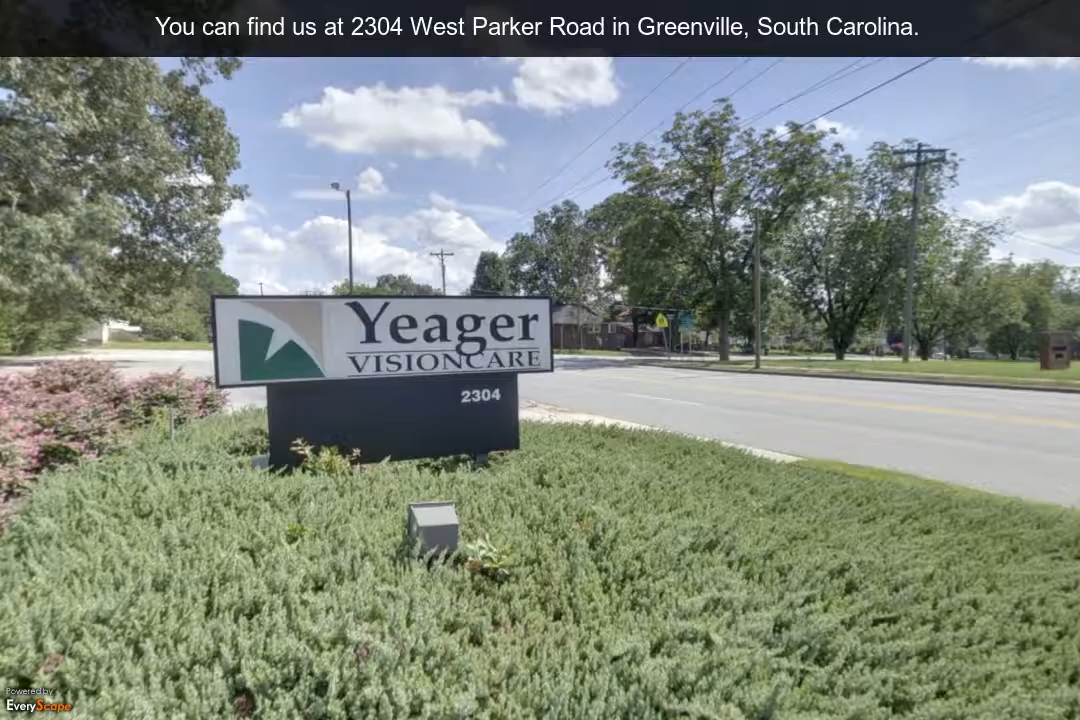 You can find us at 2304 West Parker Road in Greenville, South Carolina.
Yeager
VISIONCARE
2304
Powered by
EveryScape